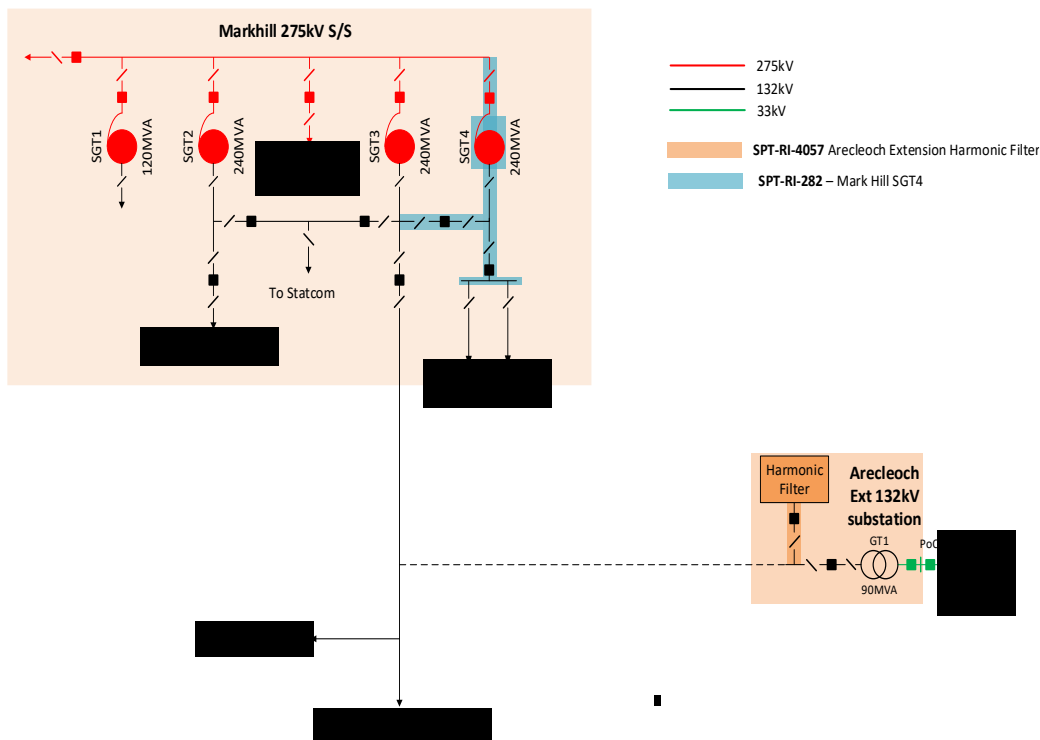 Markhill 275kV S/S
SGT1
120MVA
SGT2
240MVA
SGT3
240MVA
SGT4
240MVA
To Statcom
275kV
132kV
33kV
SPT-RI-4057 Arecleoch Extension Harmonic Filter
SPT-RI-282 – Mark Hill SGT4
Harmonic
Filter
Arecleoch
Ext 132kV
substation
GT1
90MVA
PoC